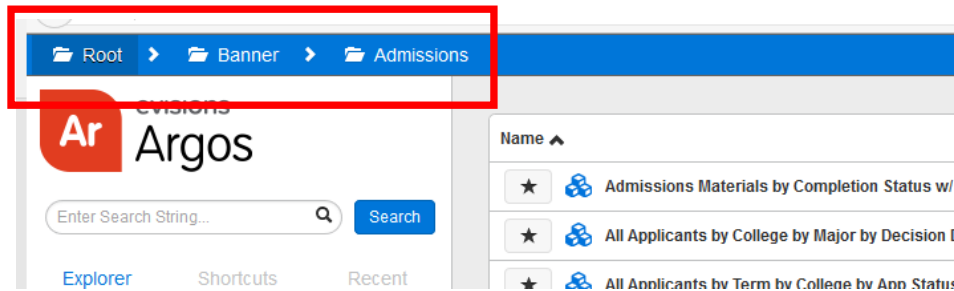 Root Banner Admissions
evisions
Ar Argos
Name
Admissions Materials by Completion Status w/
Enter Search String... Search
All Applicants by College by Major by Decision
Explorer Shortcuts Recent
All Applicants by Term by College by App Status